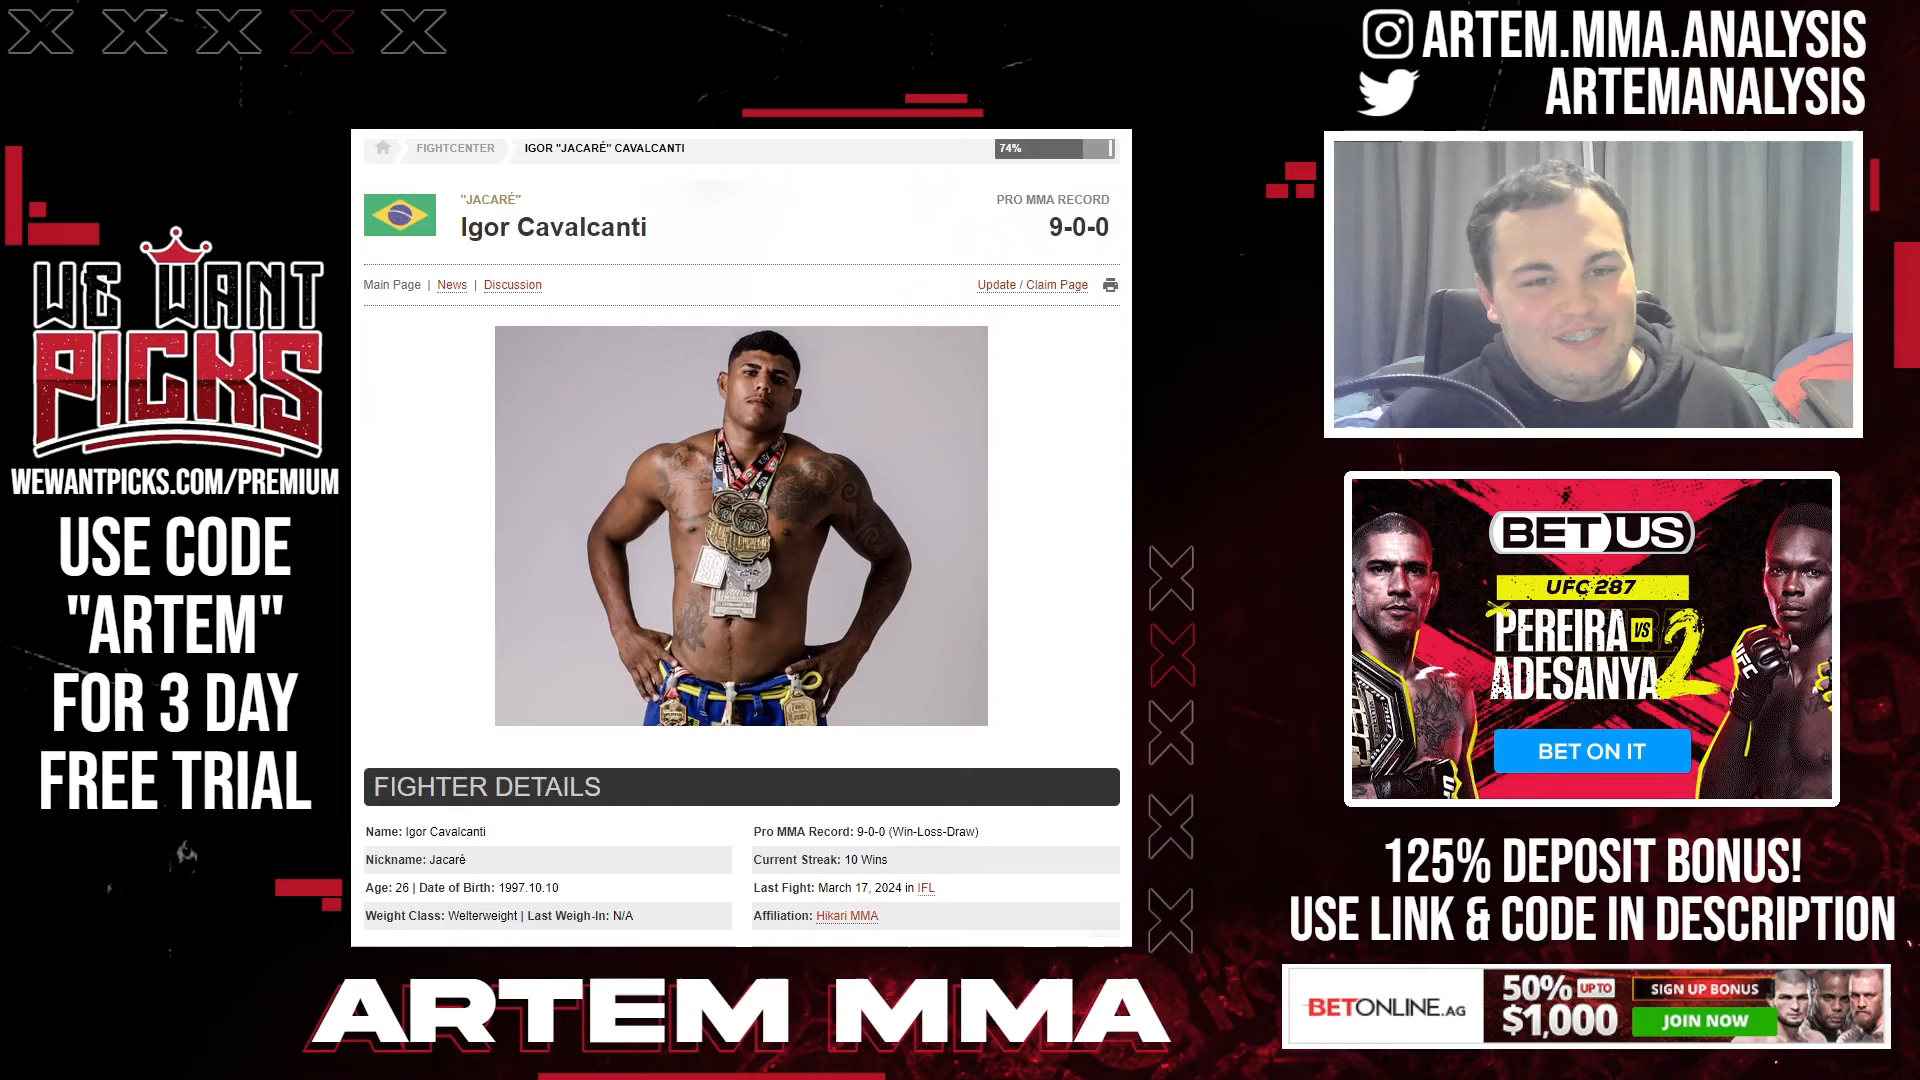 ARTEM.MMA.ANALYSIS
ARTEMANALYSIS
FIGHTCENTER
IGOR "JACARÉ" CAVALCANTI
74%
"JACARÉ"
Igor Cavalcanti
PRO MMA RECORD
9-0-0
Main Page | News | Discussion
Update / Claim Page
FIGHTER DETAILS
Name: Igor Cavalcanti
Pro MMA Record: 9-0-0 (Win-Loss-Draw)
Nickname: Jacaré
Current Streak: 10 Wins
Age: 26 | Date of Birth: 1997.10.10
Last Fight: March 17, 2024 in IFL
Weight Class: Welterweight | Last Weigh-In: N/A
Affiliation: Hikari MMA
WE WANT
PICKS
WEWANTPICKS.COM/PREMIUM
USE CODE
"ARTEM"
FOR 3 DAY
FREE TRIAL
BETUS
UFC 287
PEREIRA VS
ADESANYA 2
UFC
BET ON IT
125% DEPOSIT BONUS!
USE LINK & CODE IN DESCRIPTION
BETONLINE.AG
50% UP TO
$1,000
SIGN UP BONUS
JOIN NOW
ARTEM MMA